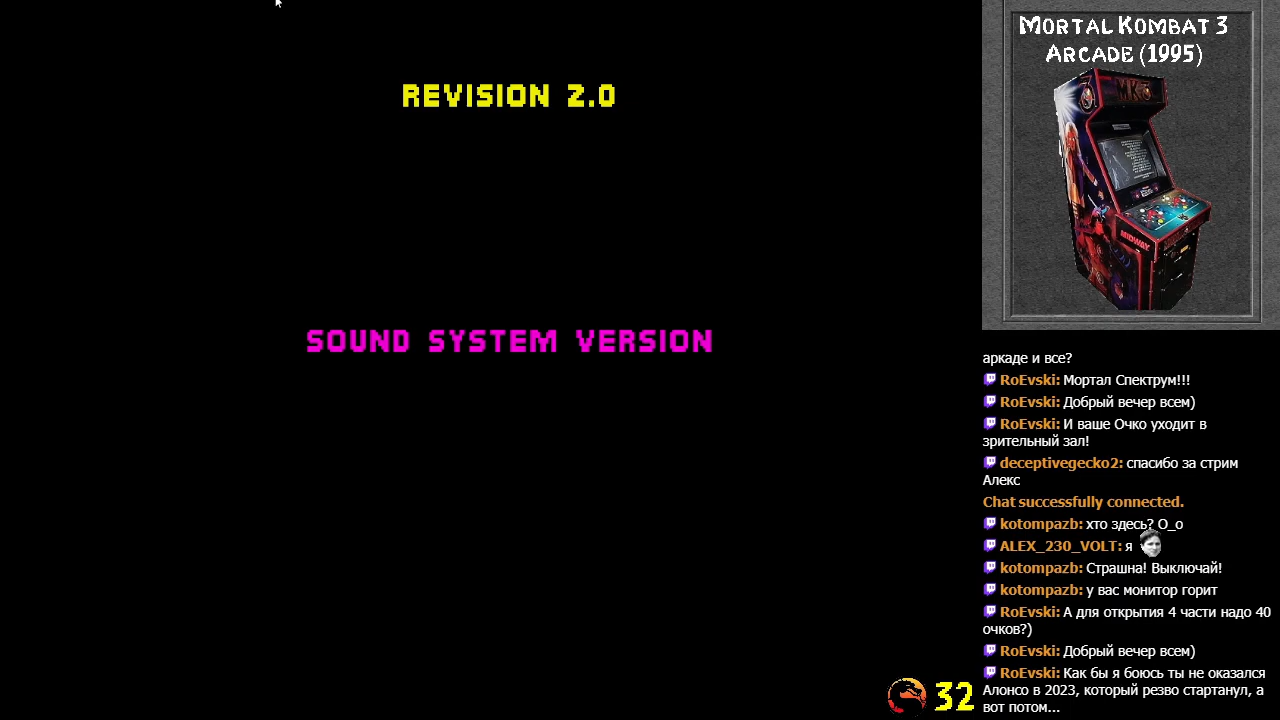 REVISION 2.0
SOUND SYSTEM VERSION
32
MORTAL KOMBAT 3
ARCADE (1995)
MK3
MIDWAY
аркаде и все?
RoEvski: Мортал Спектрум!!!
RoEvski: Добрый вечер всем)
RoEvski: И ваше Очко уходит в
зрительный зал!
deceptivegecko2: спасибо за стрим
Алекс
Chat successfully connected.
kotompazb: хто здесь? О_о
ALEX_230_VOLT: я
kotompazb: Страшна! Выключай!
kotompazb: у вас монитор горит
RoEvski: А для открытия 4 части надо 40
очков?)
RoEvski: Добрый вечер всем)
RoEvski: Как бы я боюсь ты не оказался
Алонсо в 2023, который резво стартанул, а
вот потом...